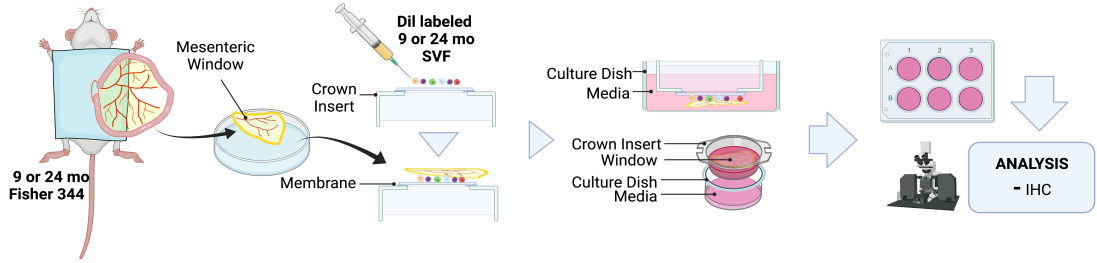 9 or 24 mo
Fisher 344
Mesenteric
Window
DiI labeled
9 or 24 mo
SVF
Crown
Insert
Membrane
Culture Dish
Media
Crown Insert
Window
Culture Dish
Media
1 2 3
A
B
ANALYSIS
- IHC